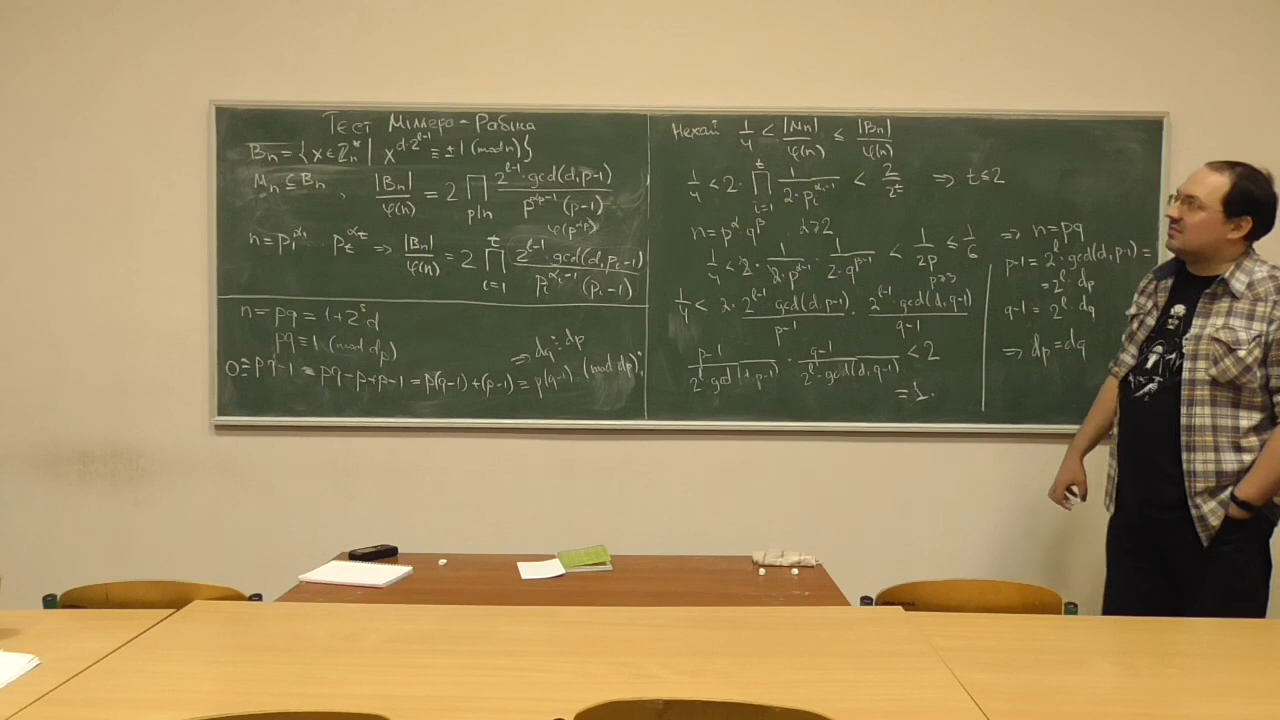 Тест Міллера-Рабіна
Bₙ = {x ∈ ℤₙ* | x^{d·2^{l-1}} ≡ ±1 (mod n)}
Mₙ ⊆ Bₙ, |Bₙ|/φ(n) = 2 ∏_{p|n} 2^{l-1}·gcd(d,p-1) / p^{αp-1}(p-1)
φ(p^{αp})
n = p₁^{α₁} pₜ^{αₜ} ⇒ |Bₙ|/φ(n) = 2 ∏_{i=1}^{t} 2^{l-1}·gcd(d,pᵢ-1) / pᵢ^{αᵢ-1}(pᵢ-1)
n = pq = 1+2^s·d
pq ≡ 1 (mod dp)
0 ≡ pq-1 = pq-p+p-1 = p(q-1)+(p-1) ≡ p(q-1) (mod dp)
⇒ dq ⋮ dp
Нехай 1/4 < |Mₙ|/φ(n) ≤ |Bₙ|/φ(n)
1/4 < 2· ∏_{i=1}^{t} 1/(2·pᵢ^{αᵢ-1}) < 2/2^t ⇒ t ≤ 2
n = p^α q^β α ≥ 2
1/4 < 2· 1/(2·p^{α-1}) · 1/(2·q^{β-1}) < 1/(2p) ≤ 1/6
p≥3
1/4 < 2· 2^{l-1}·gcd(d,p-1)/(p-1) · 2^{l-1}·gcd(d,q-1)/(q-1)
(p-1)/(2^l·gcd(d,p-1)) · (q-1)/(2^l·gcd(d,q-1)) < 2
= 1.
⇒ n = pq
p-1 = 2^l·gcd(d,p-1) =
= 2^l·dp
q-1 = 2^l·dq
⇒ dp = dq